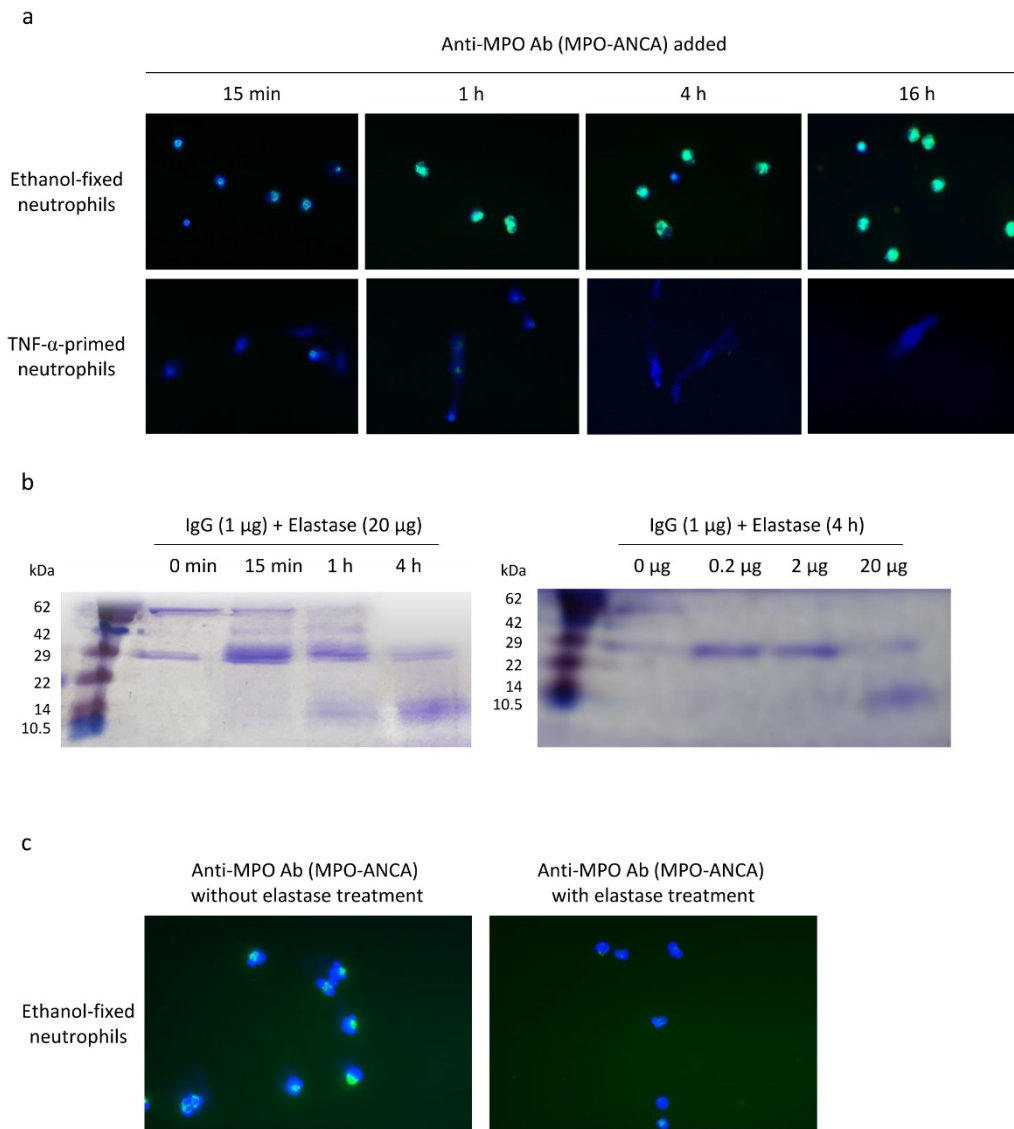 a
Anti-MPO Ab (MPO-ANCA) added
15 min 1 h 4 h 16 h
Ethanol-fixed
neutrophils
TNF-α-primed
neutrophils
b
IgG (1 µg) + Elastase (20 µg)
0 min 15 min 1 h 4 h
kDa
62
42
29
22
14
10.5
IgG (1 µg) + Elastase (4 h)
0 µg 0.2 µg 2 µg 20 µg
kDa
62
42
29
22
14
10.5
c
Anti-MPO Ab (MPO-ANCA)
without elastase treatment
Anti-MPO Ab (MPO-ANCA)
with elastase treatment
Ethanol-fixed
neutrophils